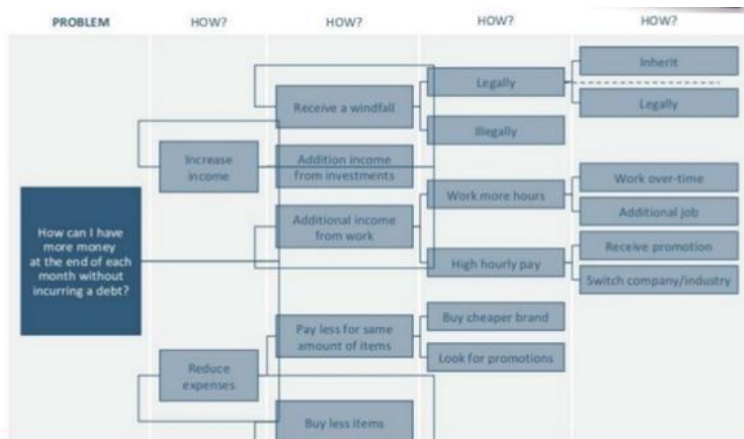 PROBLEM
HOW?
HOW?
HOW?
HOW?
How can I have
more money
at the end of each
month without
incurring a debt?
Increase
income
Reduce
expenses
Receive a windfall
Addition income
from investments
Additional income
from work
Pay less for same
amount of items
Buy less items
Legally
Illegally
Work more hours
High hourly pay
Buy cheaper brand
Look for promotions
Inherit
Legally
Work over-time
Additional job
Receive promotion
Switch company/industry